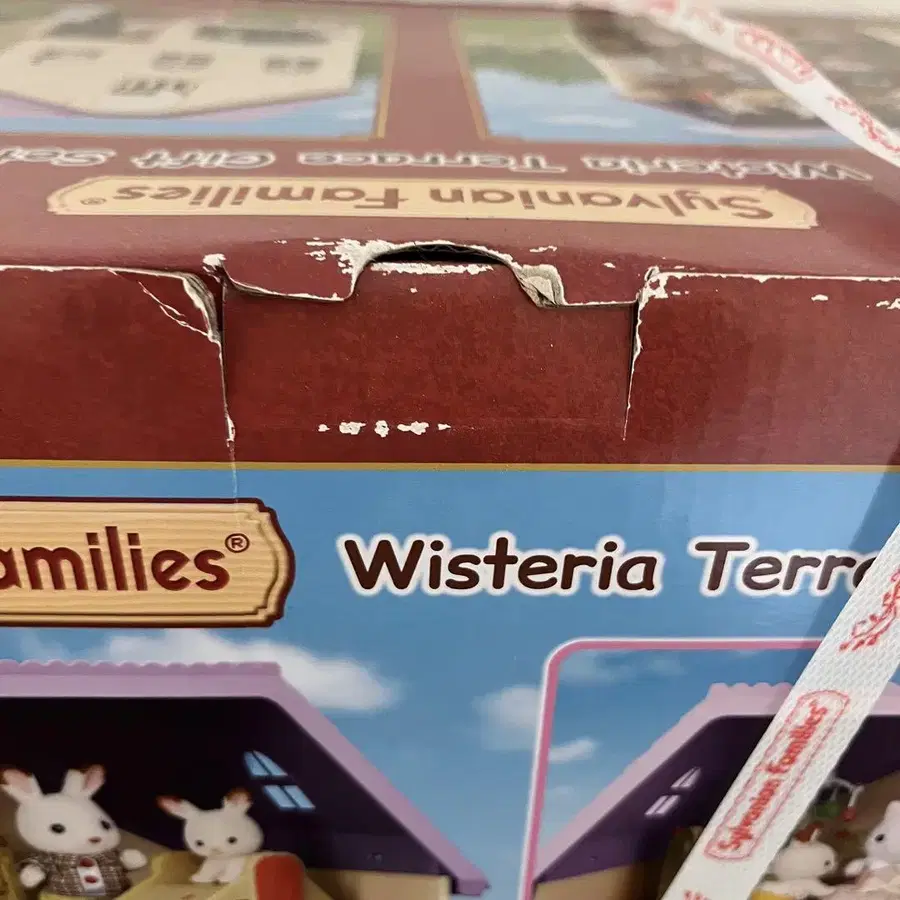 Wisteria Terrace Gift Set
Sylvanian Families®
amilies®
Wisteria Terra
Sylvanian Families®